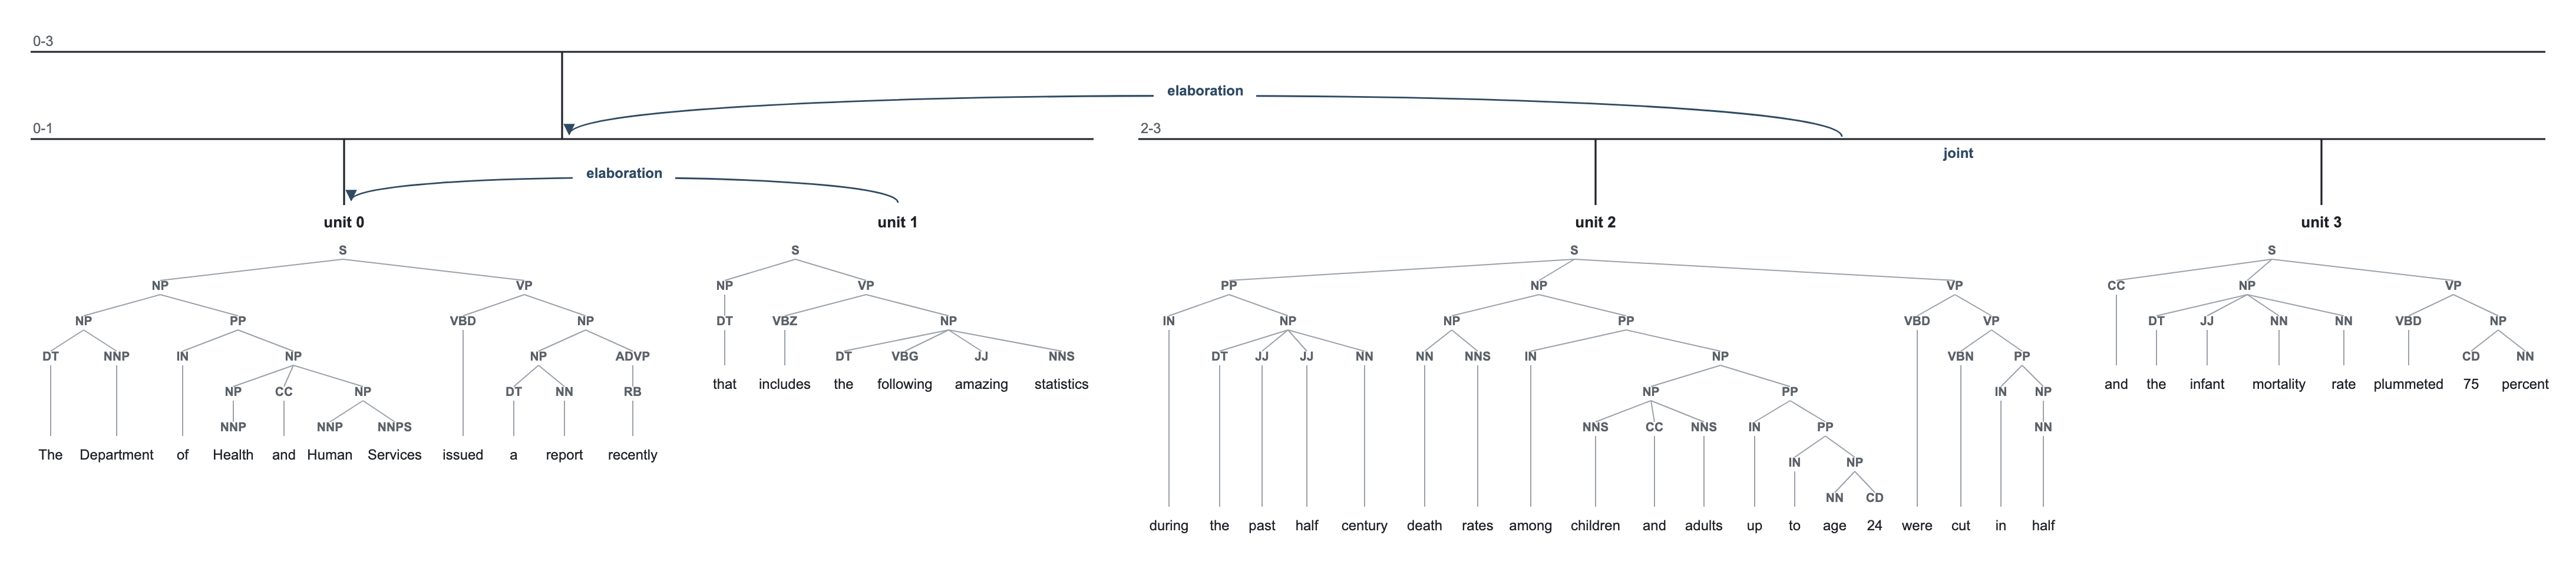 0-3
elaboration
0-1 2-3
joint
elaboration
unit 0 unit 1 unit 2 unit 3
S S S S
NP VP NP VP PP NP VP CC NP VP
NP PP VBD NP DT VBZ NP IN NP NP PP VBD VP DT JJ NN NN VBD NP
DT NNP IN NP NP ADVP DT VBG JJ NNS DT JJ JJ NN NN NNS IN NP VBN PP CD NN
that includes the following amazing statistics and the infant mortality rate plummeted 75 percent
NP CC NP DT NN RB NP PP IN NP
NNP NNP NNPS NNS CC NNS IN PP NN
The Department of Health and Human Services issued a report recently
IN NP
NN CD
during the past half century death rates among children and adults up to age 24 were cut in half